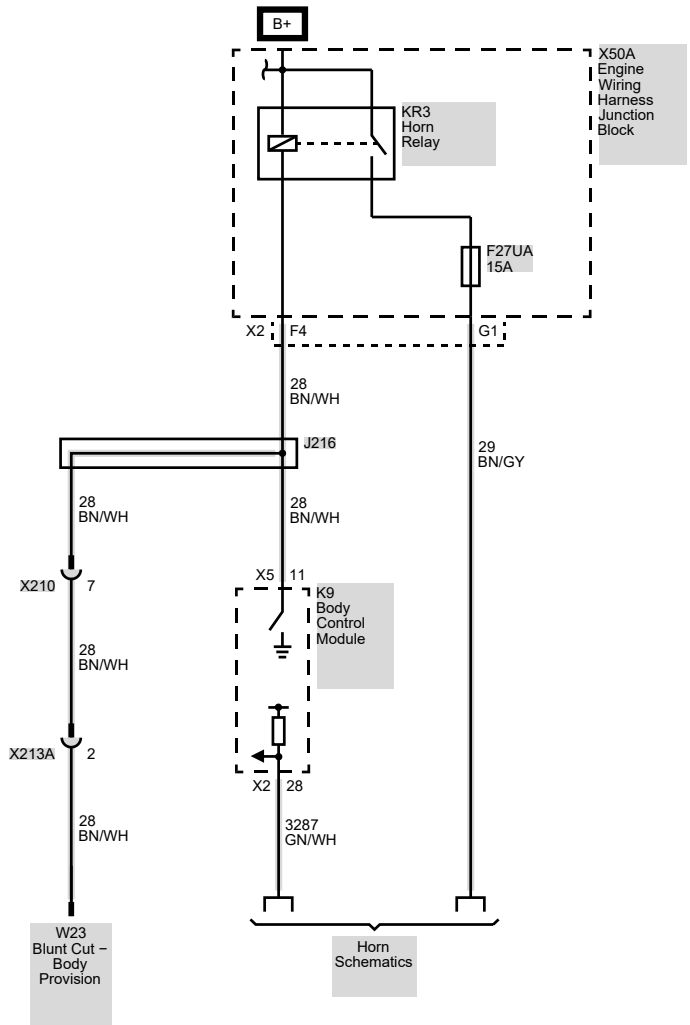 B+
X50A
Engine
Wiring
Harness
Junction
Block
KR3
Horn
Relay
F27UA
15A
X2 F4 G1
28
BN/WH
J216
29
BN/GY
28
BN/WH
28
BN/WH
X5 11
X210 7
K9
Body
Control
Module
28
BN/WH
X213A 2
X2 28
28
BN/WH
3287
GN/WH
W23
Blunt Cut –
Body
Provision
Horn
Schematics